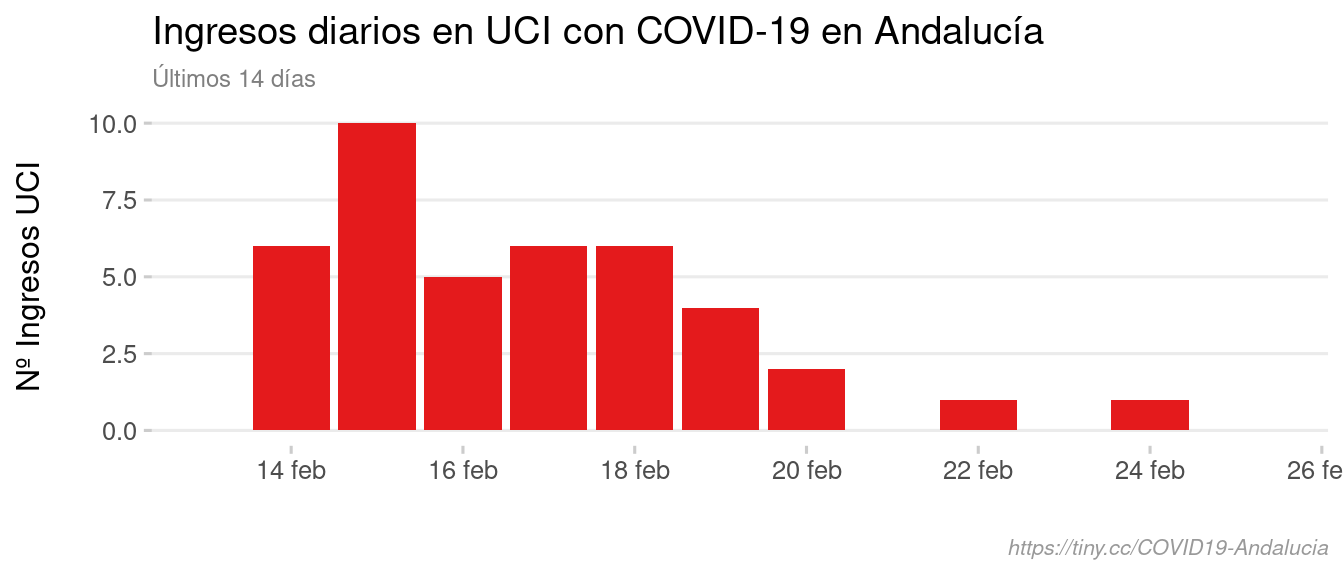 Ingresos diarios en UCI con COVID-19 en Andalucía
Últimos 14 días
Nº Ingresos UCI
10.0
7.5
5.0
2.5
0.0
14 feb 16 feb 18 feb 20 feb 22 feb 24 feb 26 fe
https://tiny.cc/COVID19-Andalucia